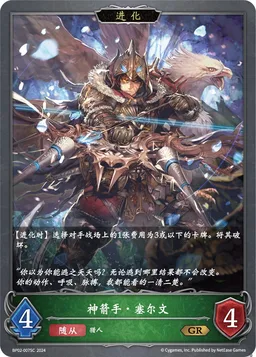 进化
【进化时】选择对手战场上的1张费用为3或以下的卡牌。将其破
坏。
“你以为你能逃之夭夭吗？无论逃到哪里结果都不会改变。
你的动作、呼吸、脉搏，我都能看的一清二楚。
4
神箭手·塞尔文
4
随从
猎人
GR
BP02-007SC 2024
© Cygames, Inc. Published by NetEase Games